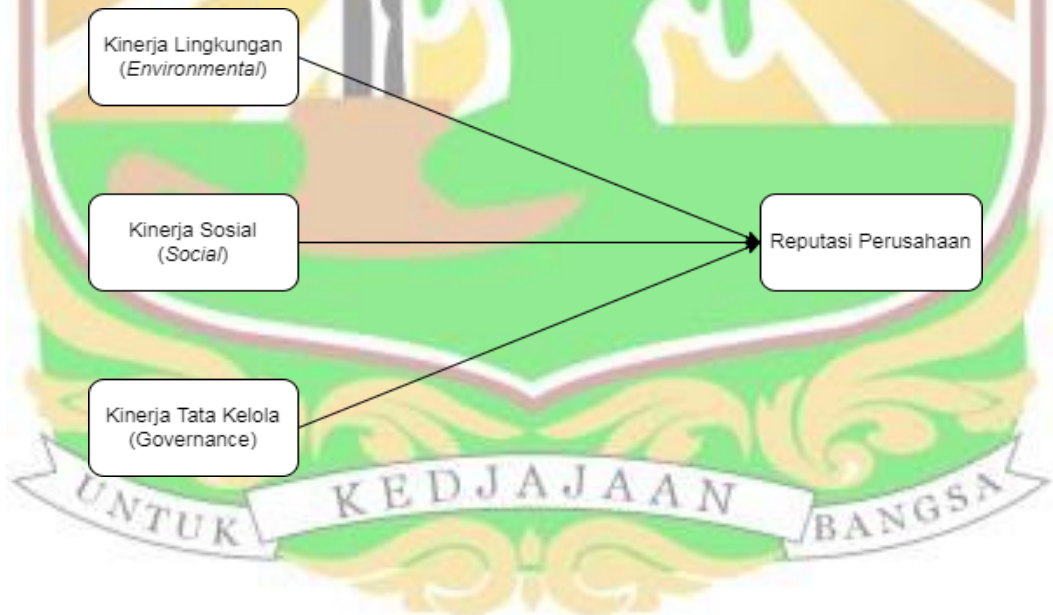 Kinerja Lingkungan
(Environmental)
Kinerja Sosial
(Social)
Reputasi Perusahaan
Kinerja Tata Kelola
(Governance)
UNTUK KEDJAJAAN BANGSA